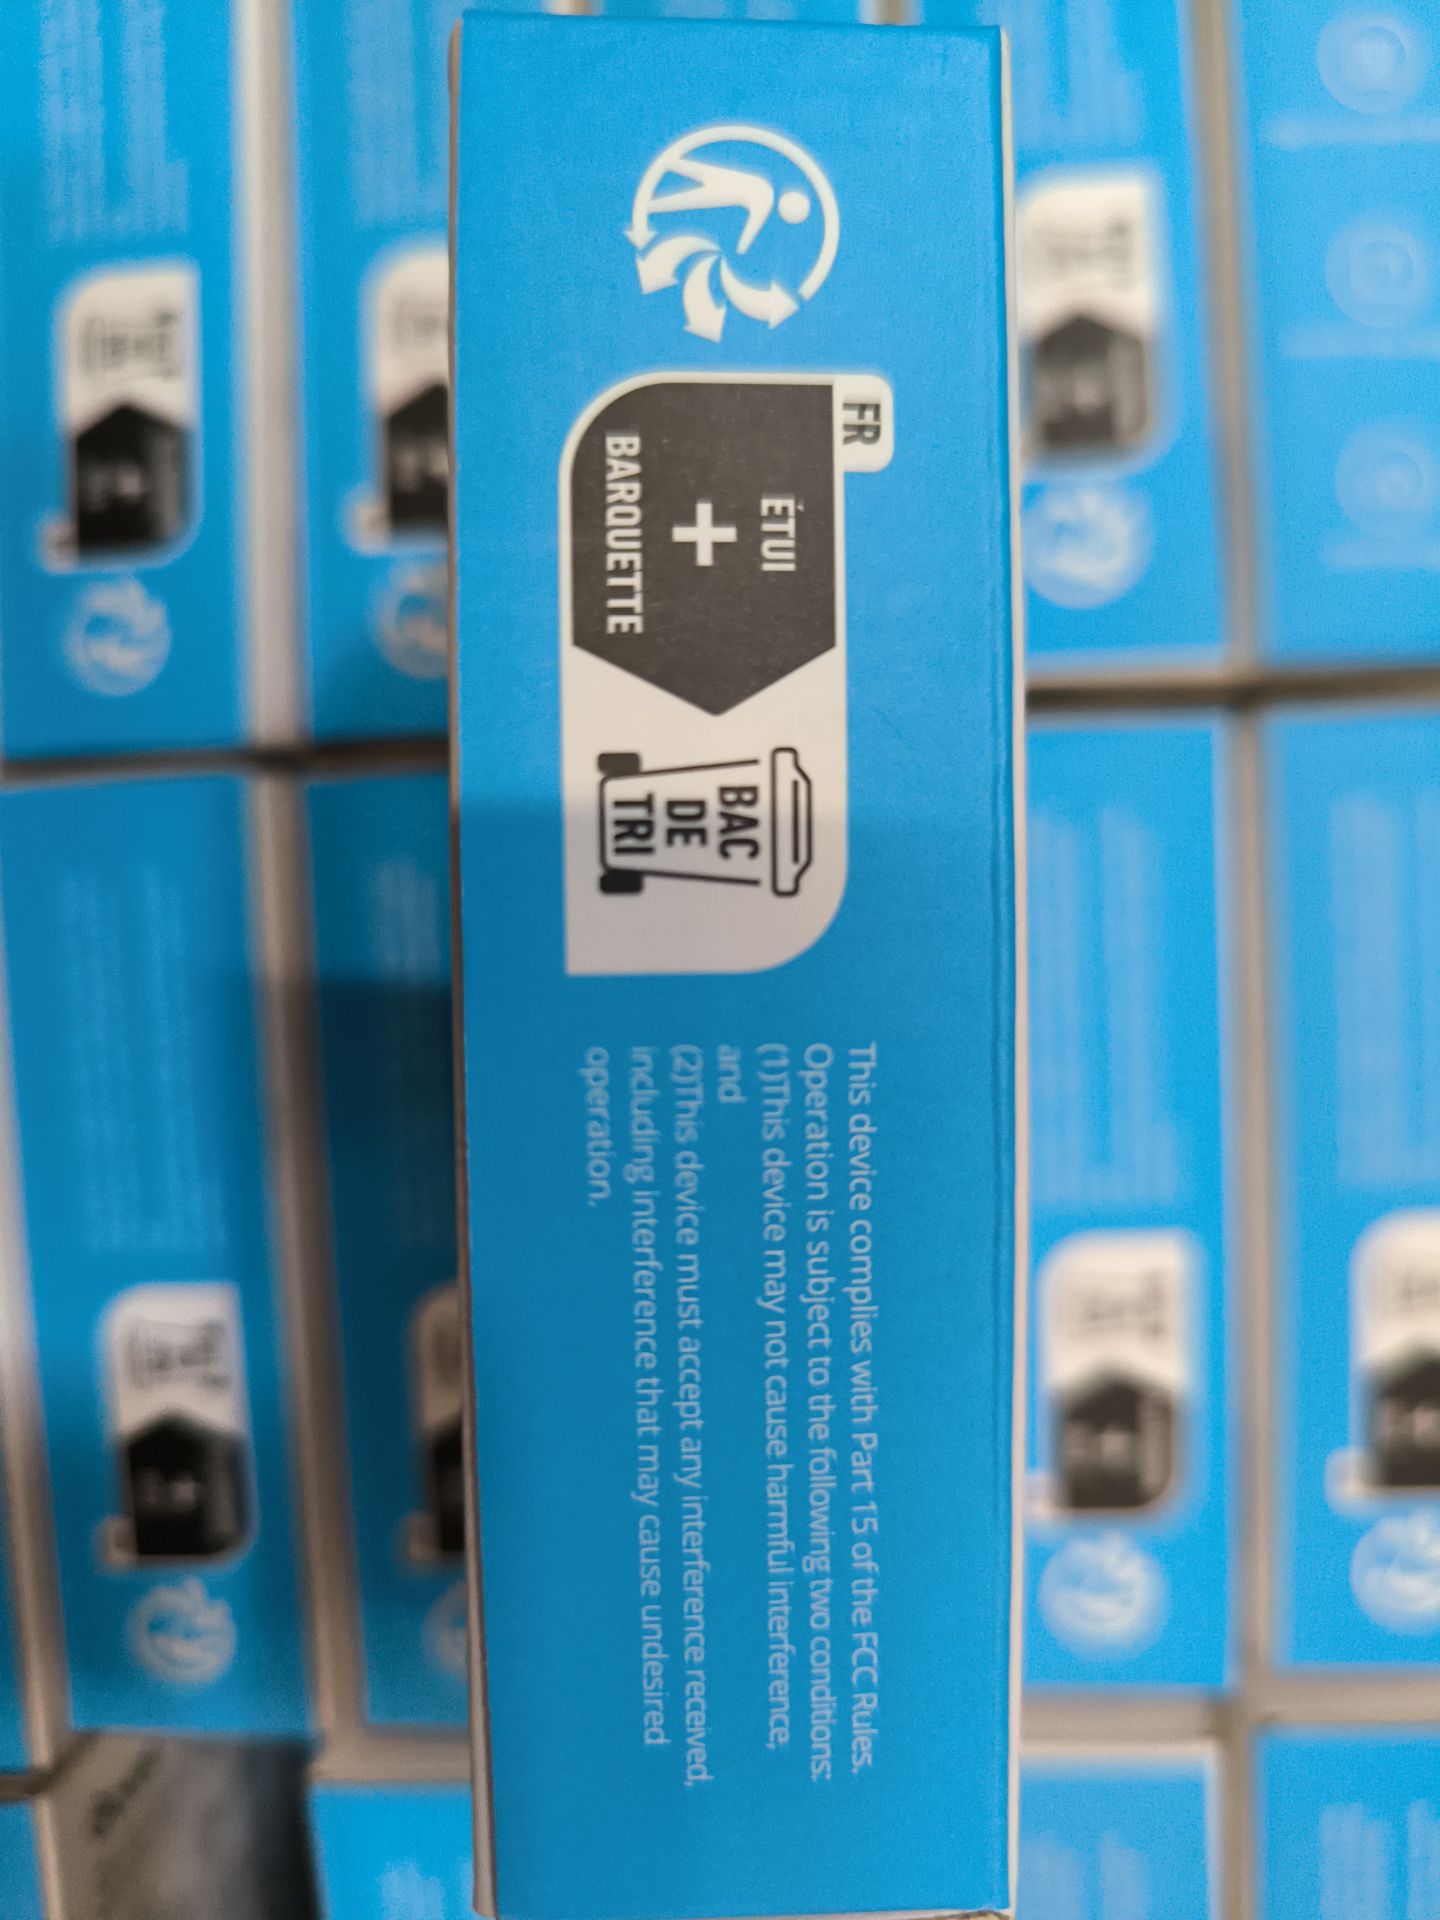 FR
ÉTUI
+
BARQUETTE
BAC
DE
TRI
This device complies with Part 15 of the FCC Rules.
Operation is subject to the following two conditions:
(1)This device may not cause harmful interference,
and
(2)This device must accept any interference received,
including interference that may cause undesired
operation.